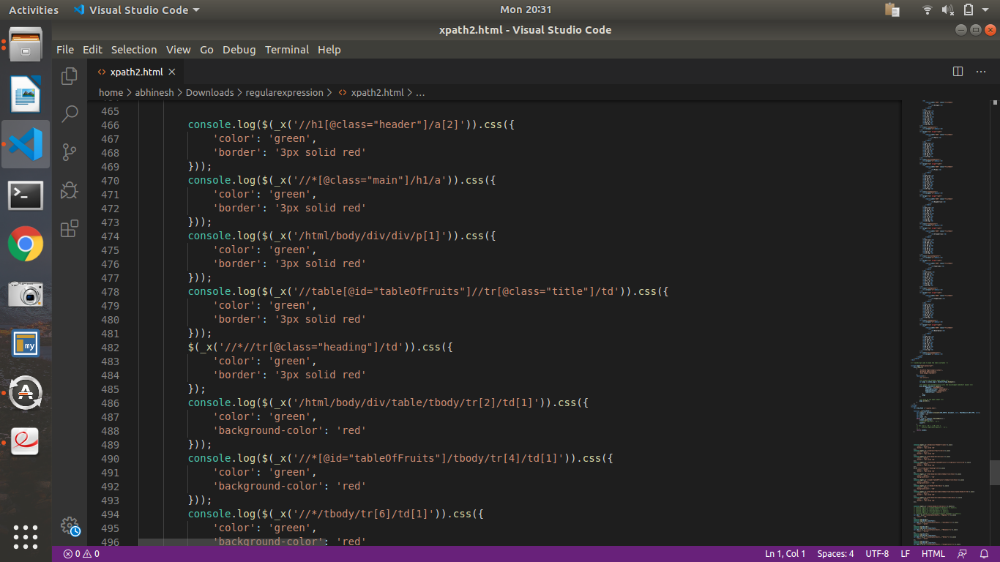 Activities Visual Studio Code Mon 20:31
xpath2.html - Visual Studio Code
File Edit Selection View Go Debug Terminal Help
xpath2.html
home > abhinesh > Downloads > regularexpression > xpath2.html > ...
465
466 console.log($(_x('//h1[@class="header"]/a[2]')).css({
467 'color': 'green',
468 'border': '3px solid red'
469 }));
470 console.log($(_x('//*[@class="main"]/h1/a')).css({
471 'color': 'green',
472 'border': '3px solid red'
473 }));
474 console.log($(_x('/html/body/div/div/p[1]')).css({
475 'color': 'green',
476 'border': '3px solid red'
477 }));
478 console.log($(_x('//table[@id="tableOfFruits"]//tr[@class="title"]/td')).css({
479 'color': 'green',
480 'border': '3px solid red'
481 }));
482 $(_x('//*//tr[@class="heading"]/td')).css({
483 'color': 'green',
484 'border': '3px solid red'
485 });
486 console.log($(_x('/html/body/div/table/tbody/tr[2]/td[1]')).css({
487 'color': 'green',
488 'background-color': 'red'
489 }));
490 console.log($(_x('//*[@id="tableOfFruits"]/tbody/tr[4]/td[1]')).css({
491 'color': 'green',
492 'background-color': 'red'
493 }));
494 console.log($(_x('//*/tbody/tr[6]/td[1]')).css({
495 'color': 'green',
496 'background-color': 'red'
my
A
0 0 Ln 1, Col 1 Spaces: 4 UTF-8 LF HTML